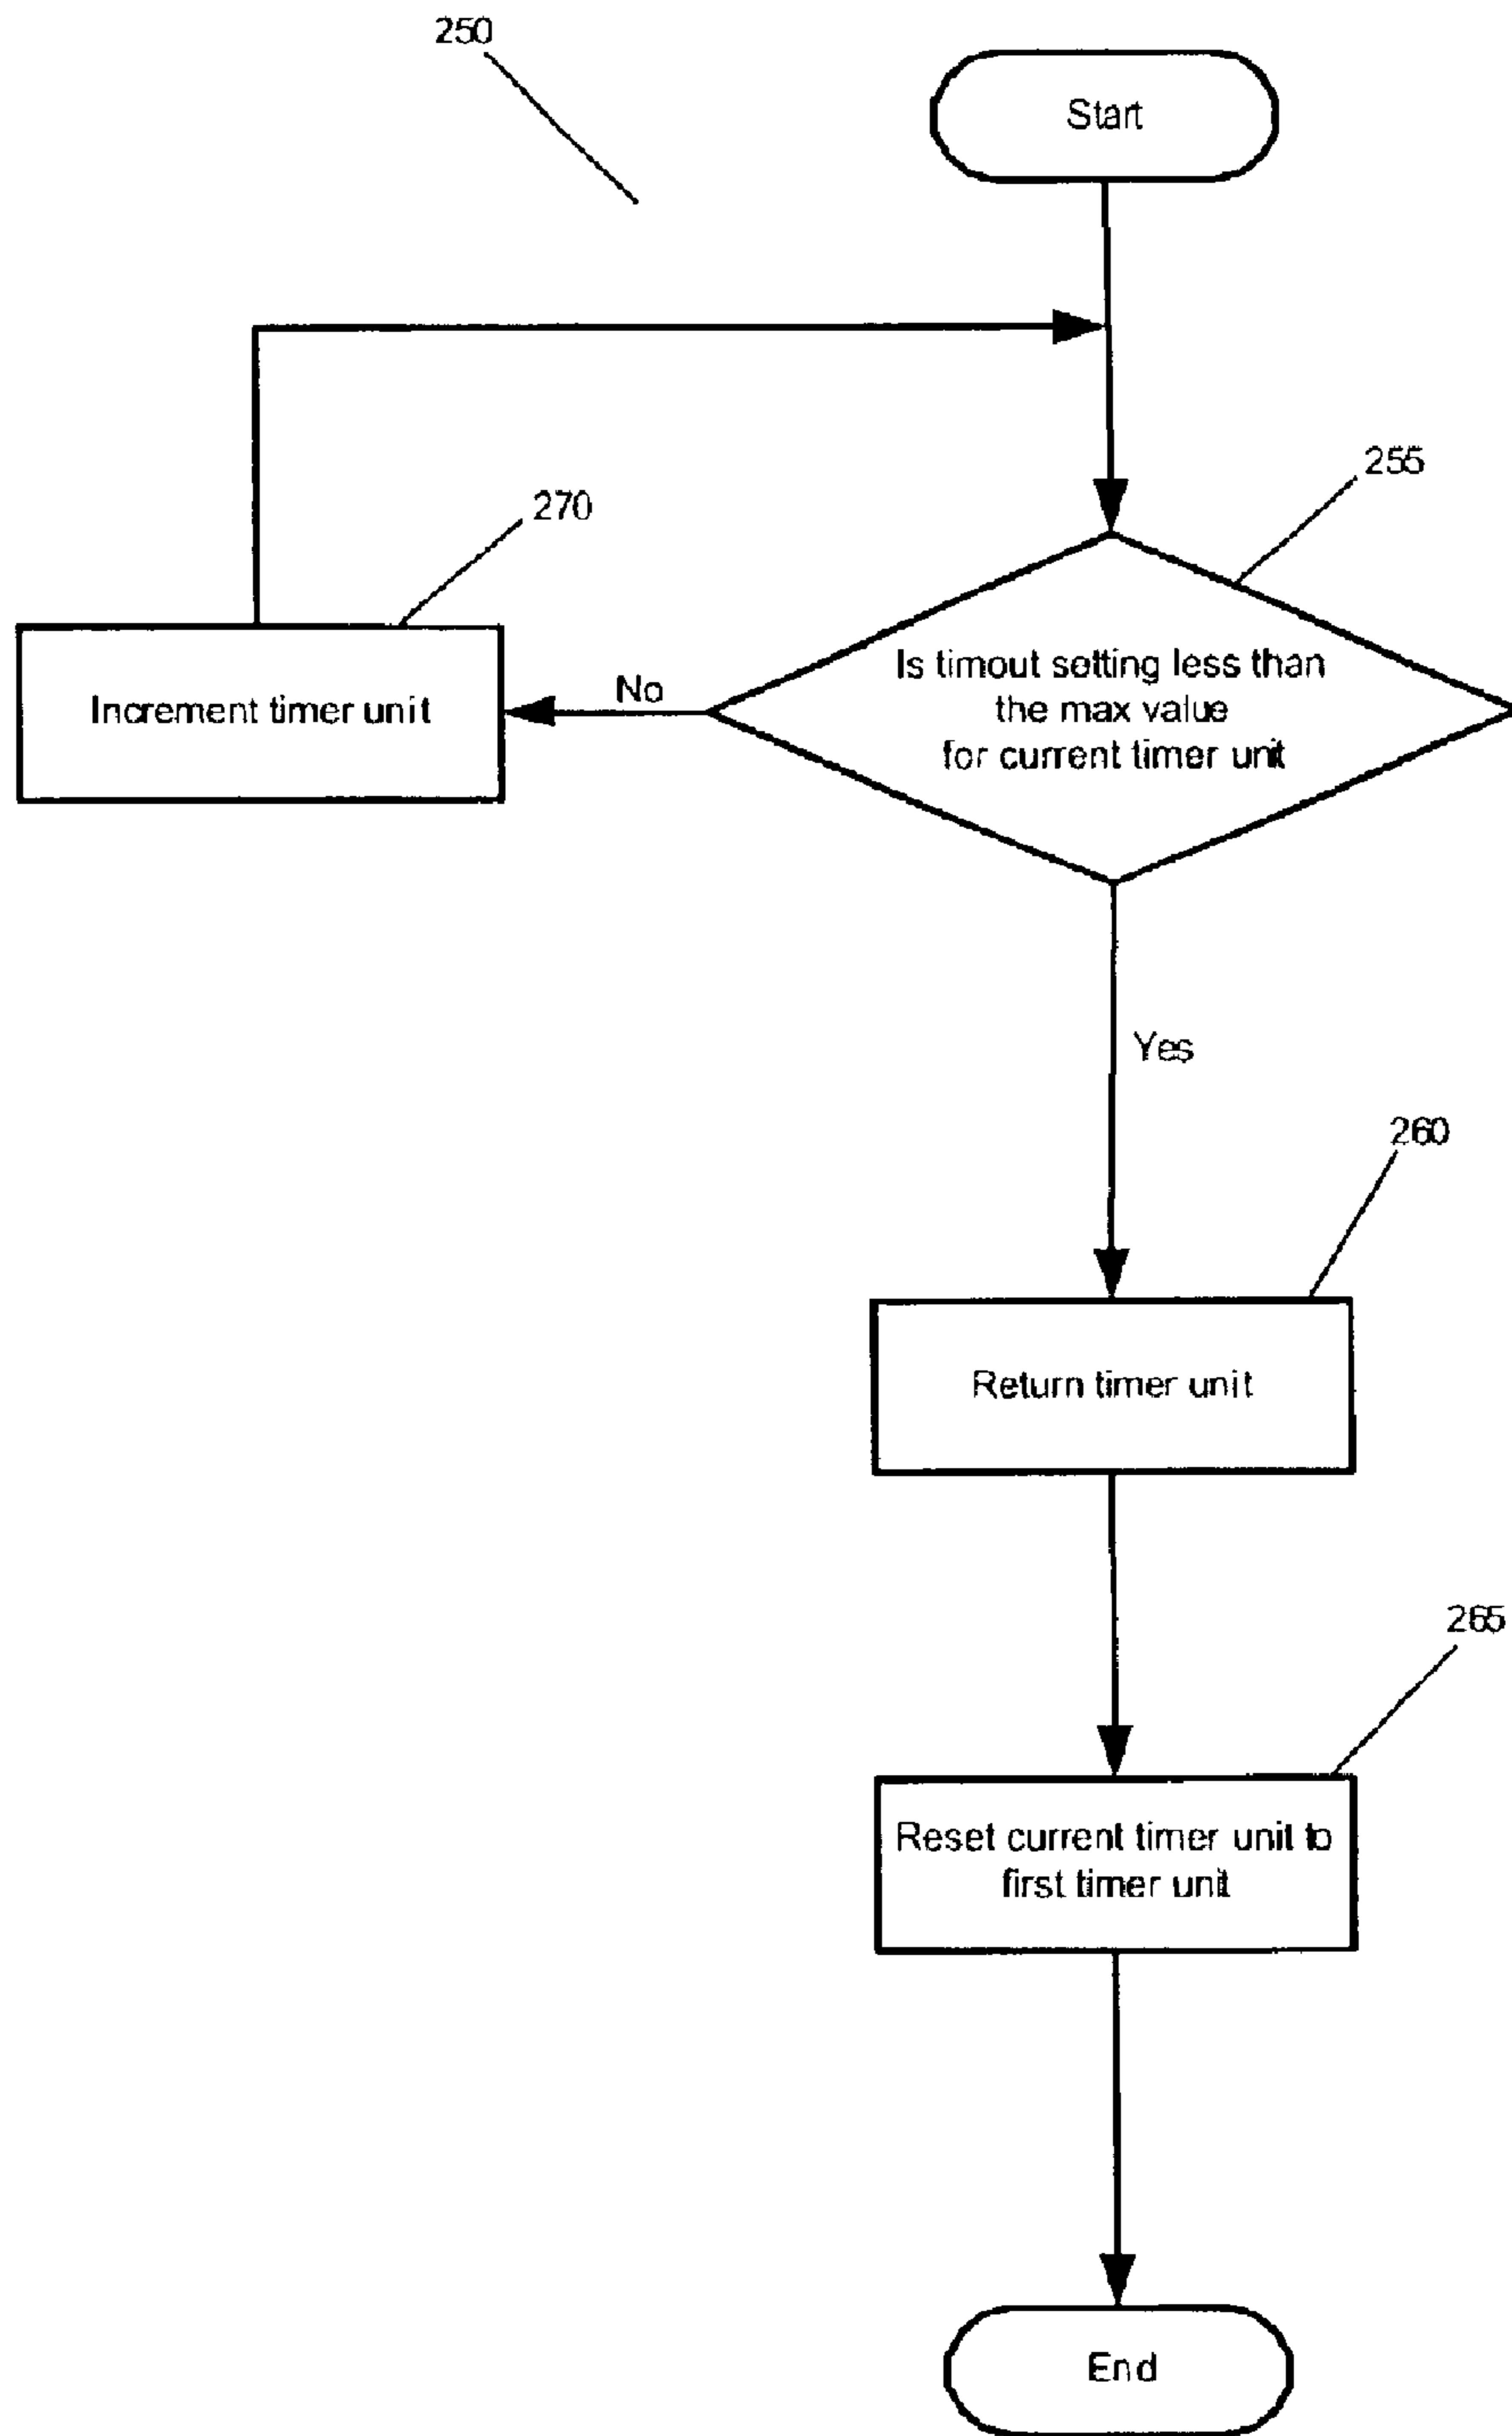 250
Start
255
270
Is timout setting less than
the max value
for current timer unit
No
Increment timer unit
Yes
260
Return timer unit
265
Reset current timer unit to
first timer unit
End